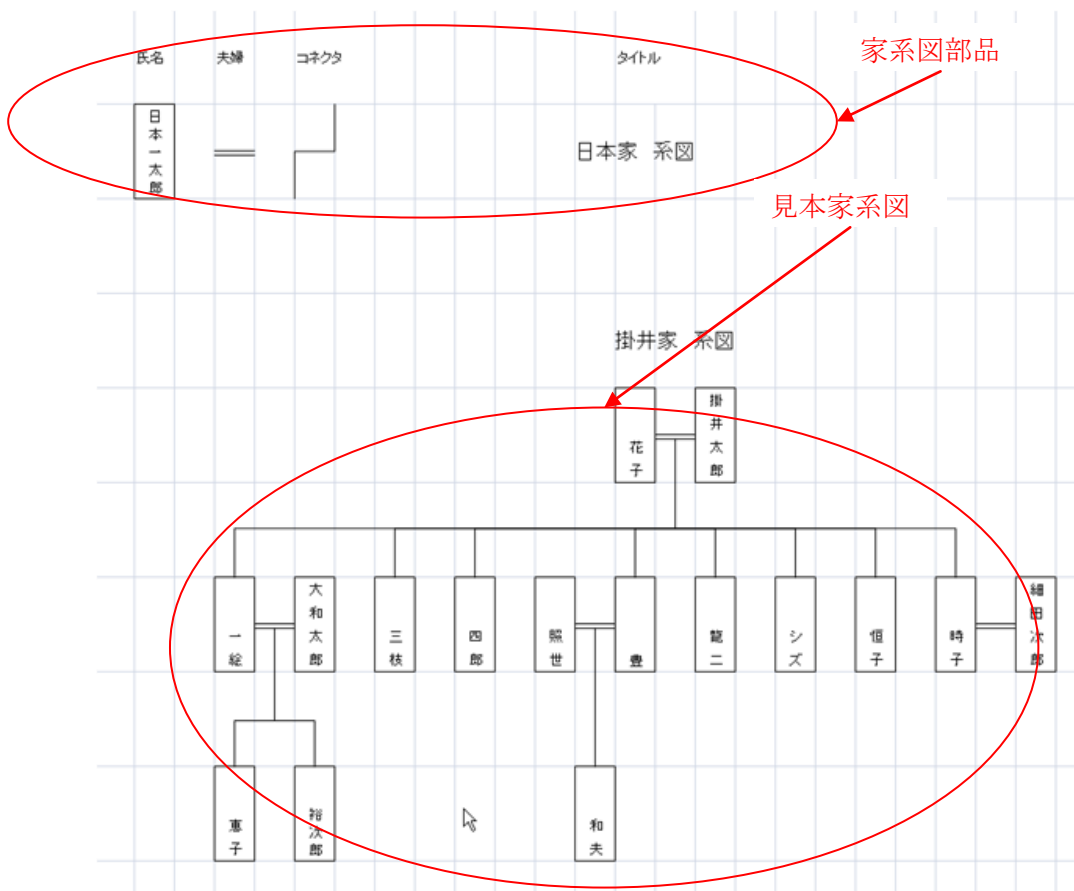 家系図部品
氏名 夫婦 コネクタ タイトル
日本一太郎
日本家 系図
見本家系図
掛井家 系図
花子
掛井太郎
一絵
大和太郎
三枝
四郎
照世
豊
龍二
シズ
恒子
時子
細田次郎
恵子
裕次郎
和夫